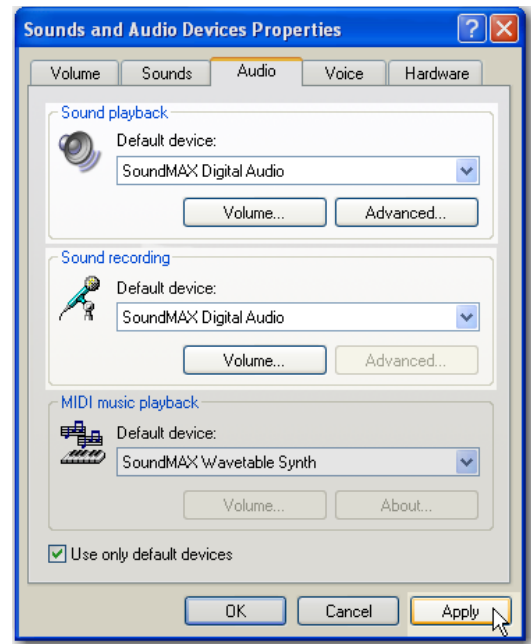 Sounds and Audio Devices Properties
?
Volume Sounds Audio Voice Hardware
Sound playback
Default device:
SoundMAX Digital Audio
Volume... Advanced...
Sound recording
Default device:
SoundMAX Digital Audio
Volume... Advanced...
MIDI music playback
Default device:
SoundMAX Wavetable Synth
Volume... About...
Use only default devices
OK Cancel Apply